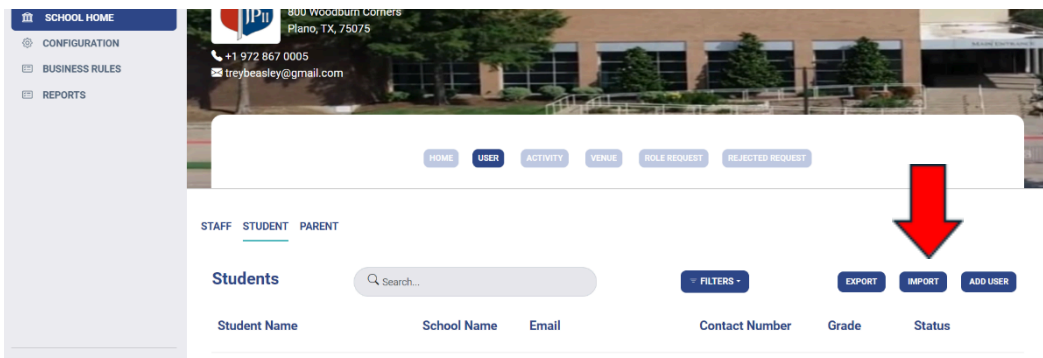 SCHOOL HOME
CONFIGURATION
BUSINESS RULES
REPORTS
JPII
800 Woodburn Corners
Plano, TX, 75075
+1 972 867 0005
treybeasley@gmail.com
MAIN ENTRANCE
HOME USER ACTIVITY VENUE ROLE REQUEST REJECTED REQUEST
STAFF STUDENT PARENT
Students
Search...
FILTERS
EXPORT IMPORT ADD USER
Student Name School Name Email Contact Number Grade Status